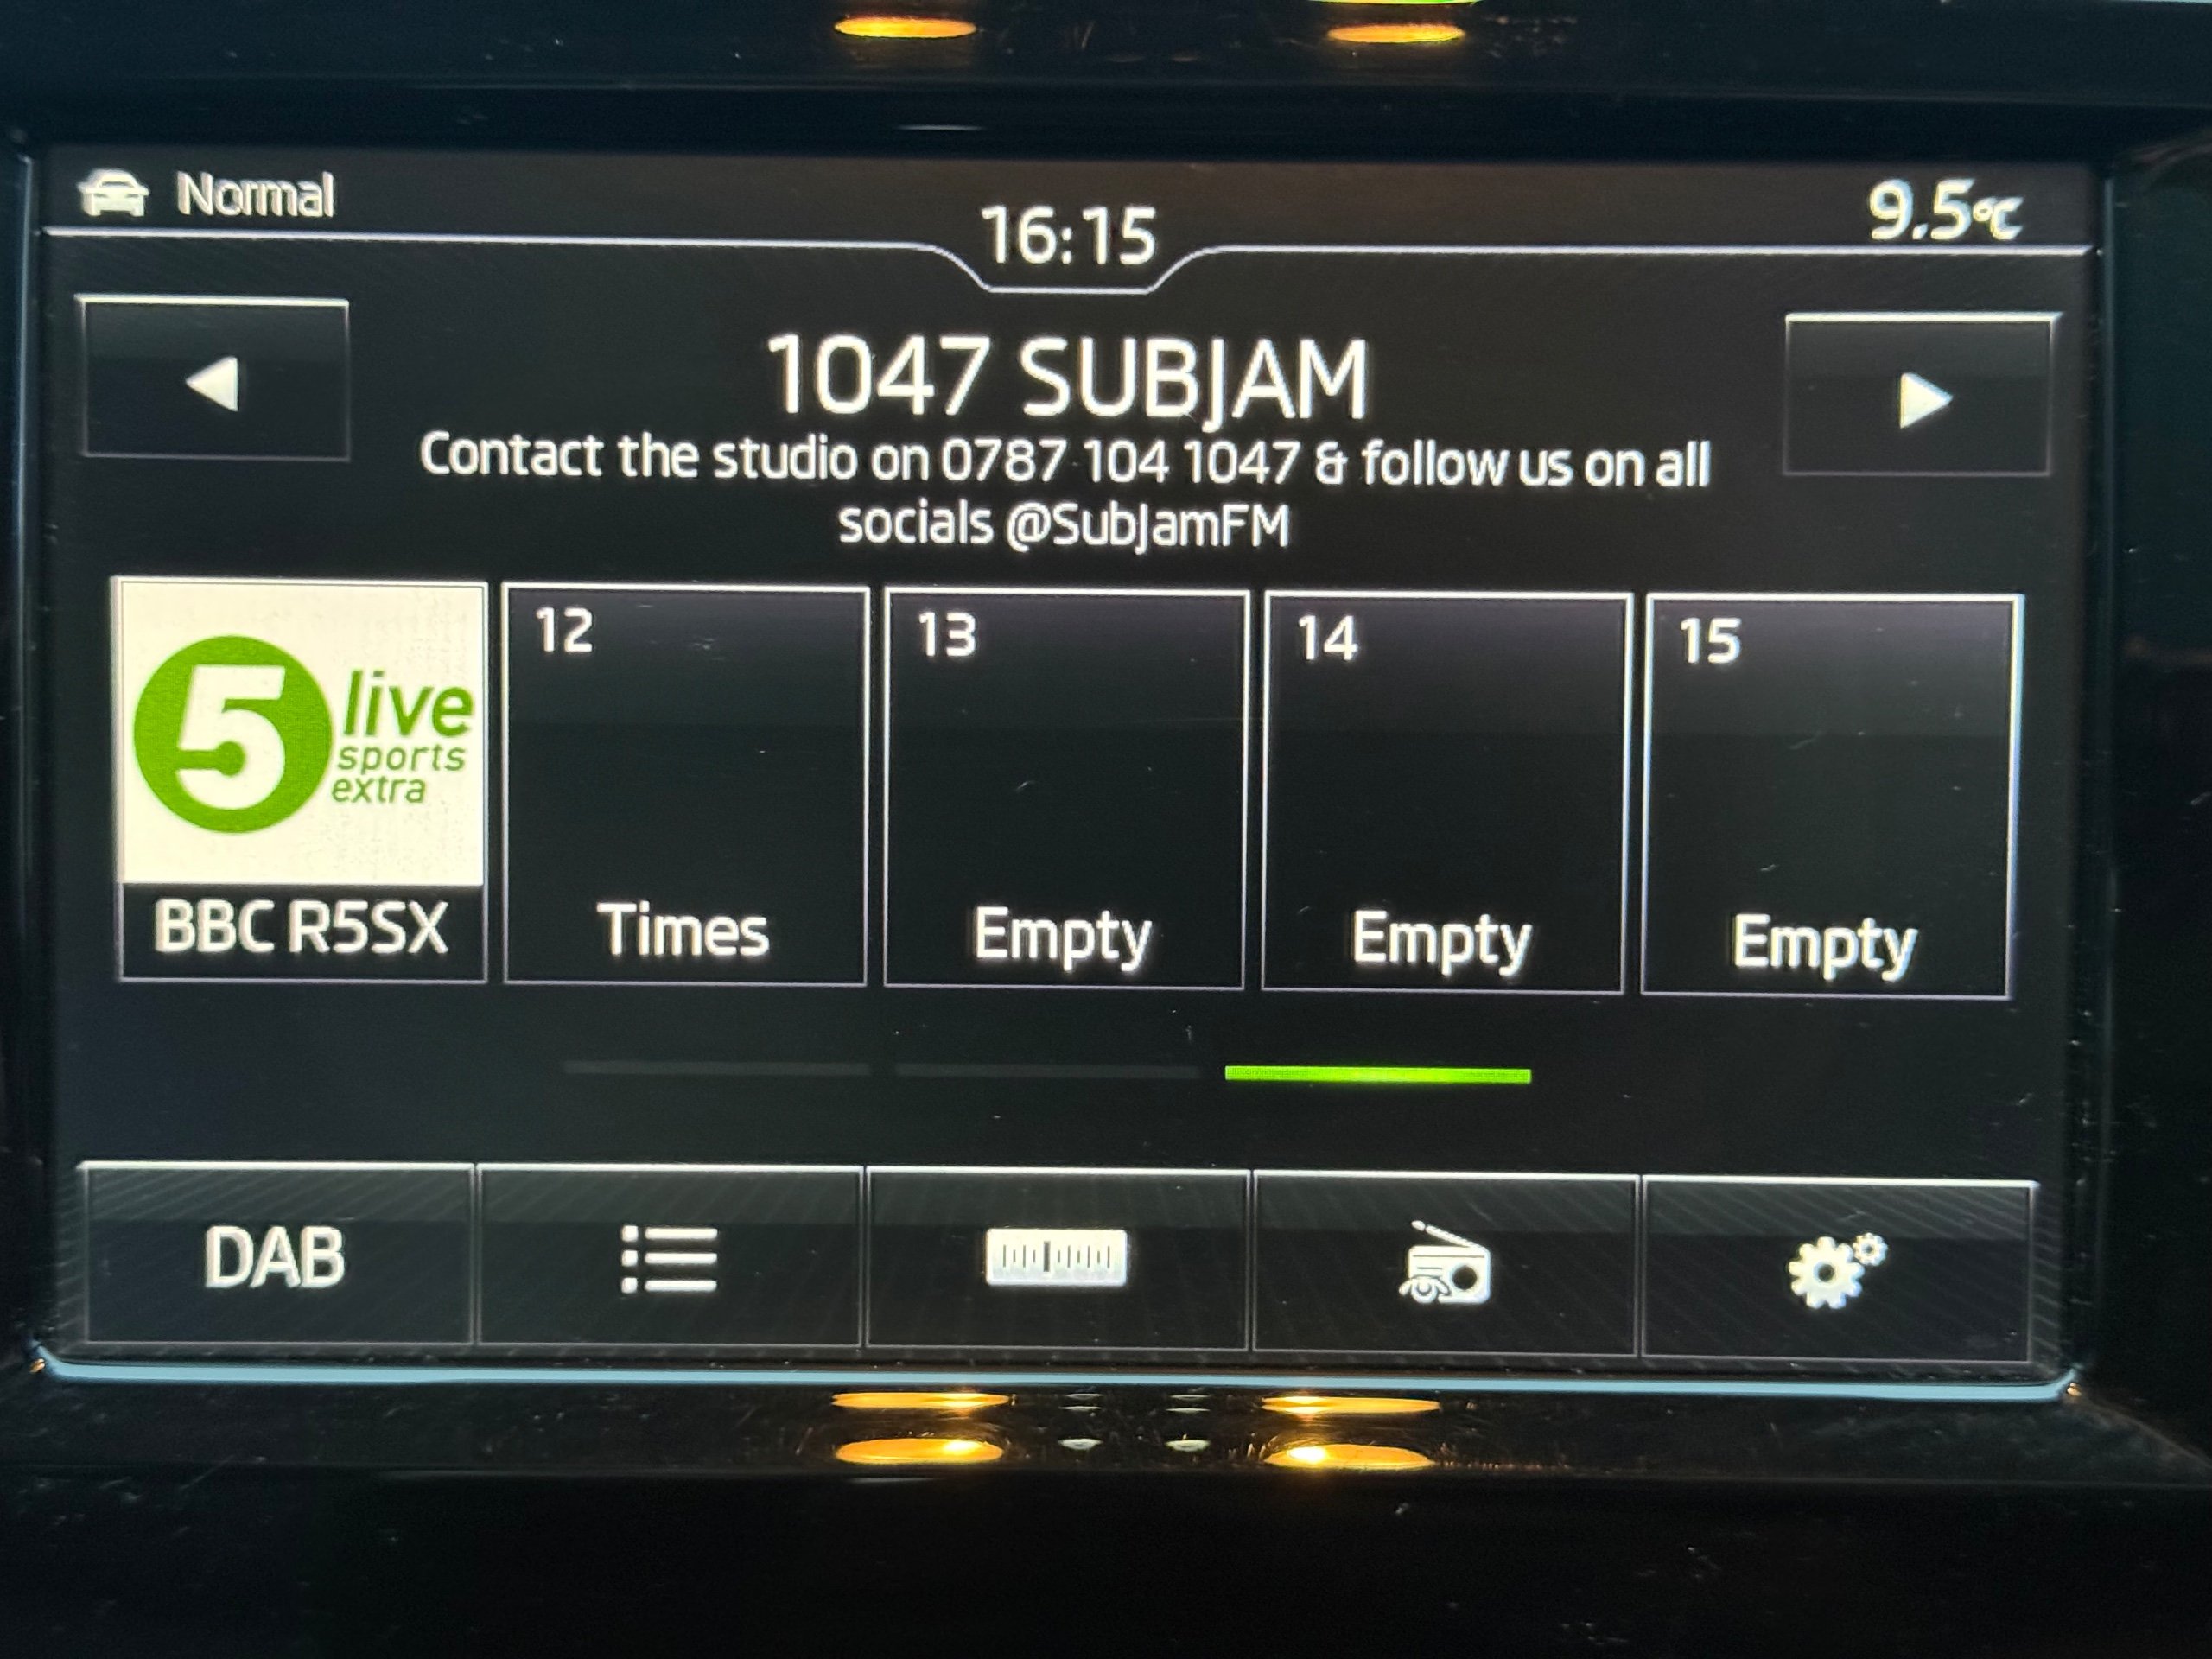 Normal
16:15
9.5°C
1047 SUBJAM
Contact the studio on 0787 104 1047 & follow us on all
socials @SubJamFM
5 live
sports
extra
BBC R5SX
12
Times
13
Empty
14
Empty
15
Empty
DAB